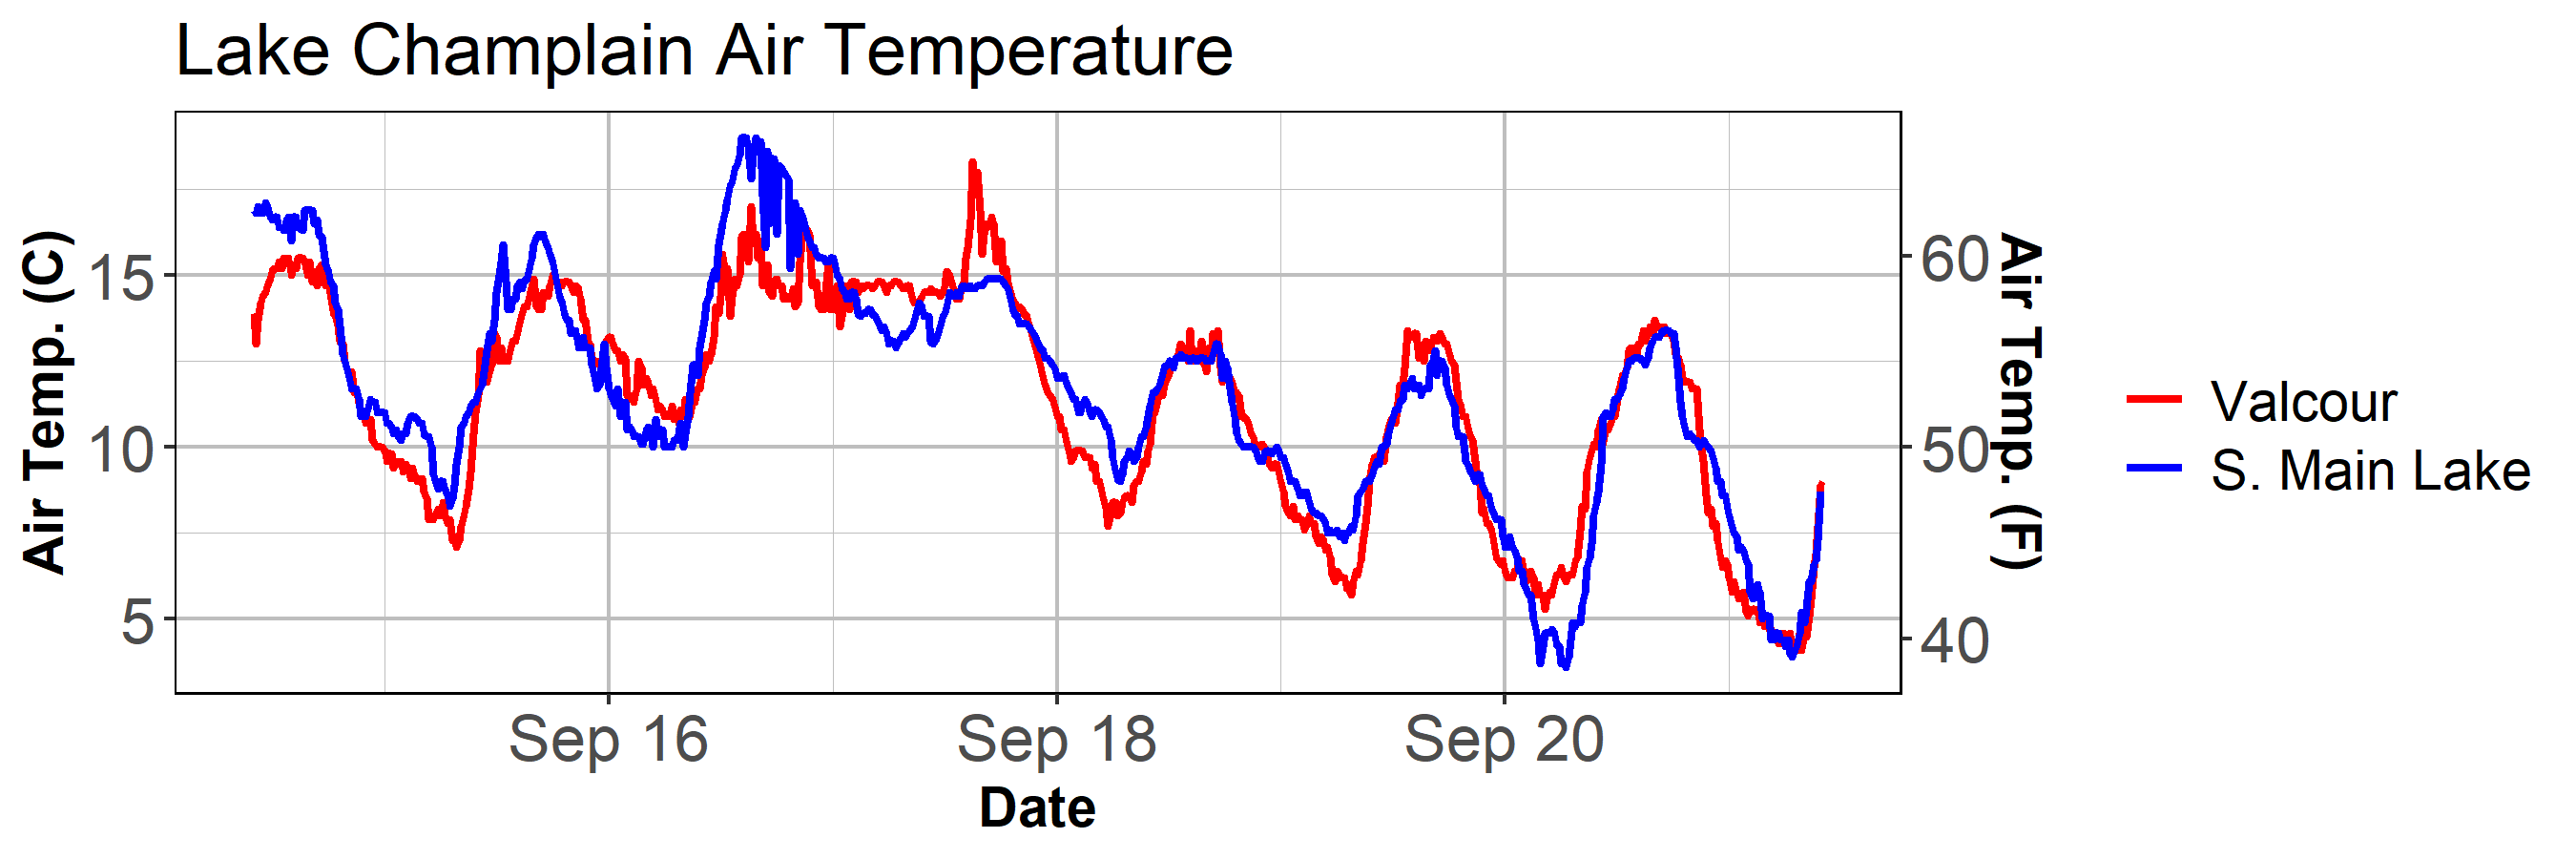 Lake Champlain Air Temperature
Air Temp. (C)
15
10
5
60
50
40
Air Temp. (F)
Valcour
S. Main Lake
Sep 16
Sep 18
Sep 20
Date